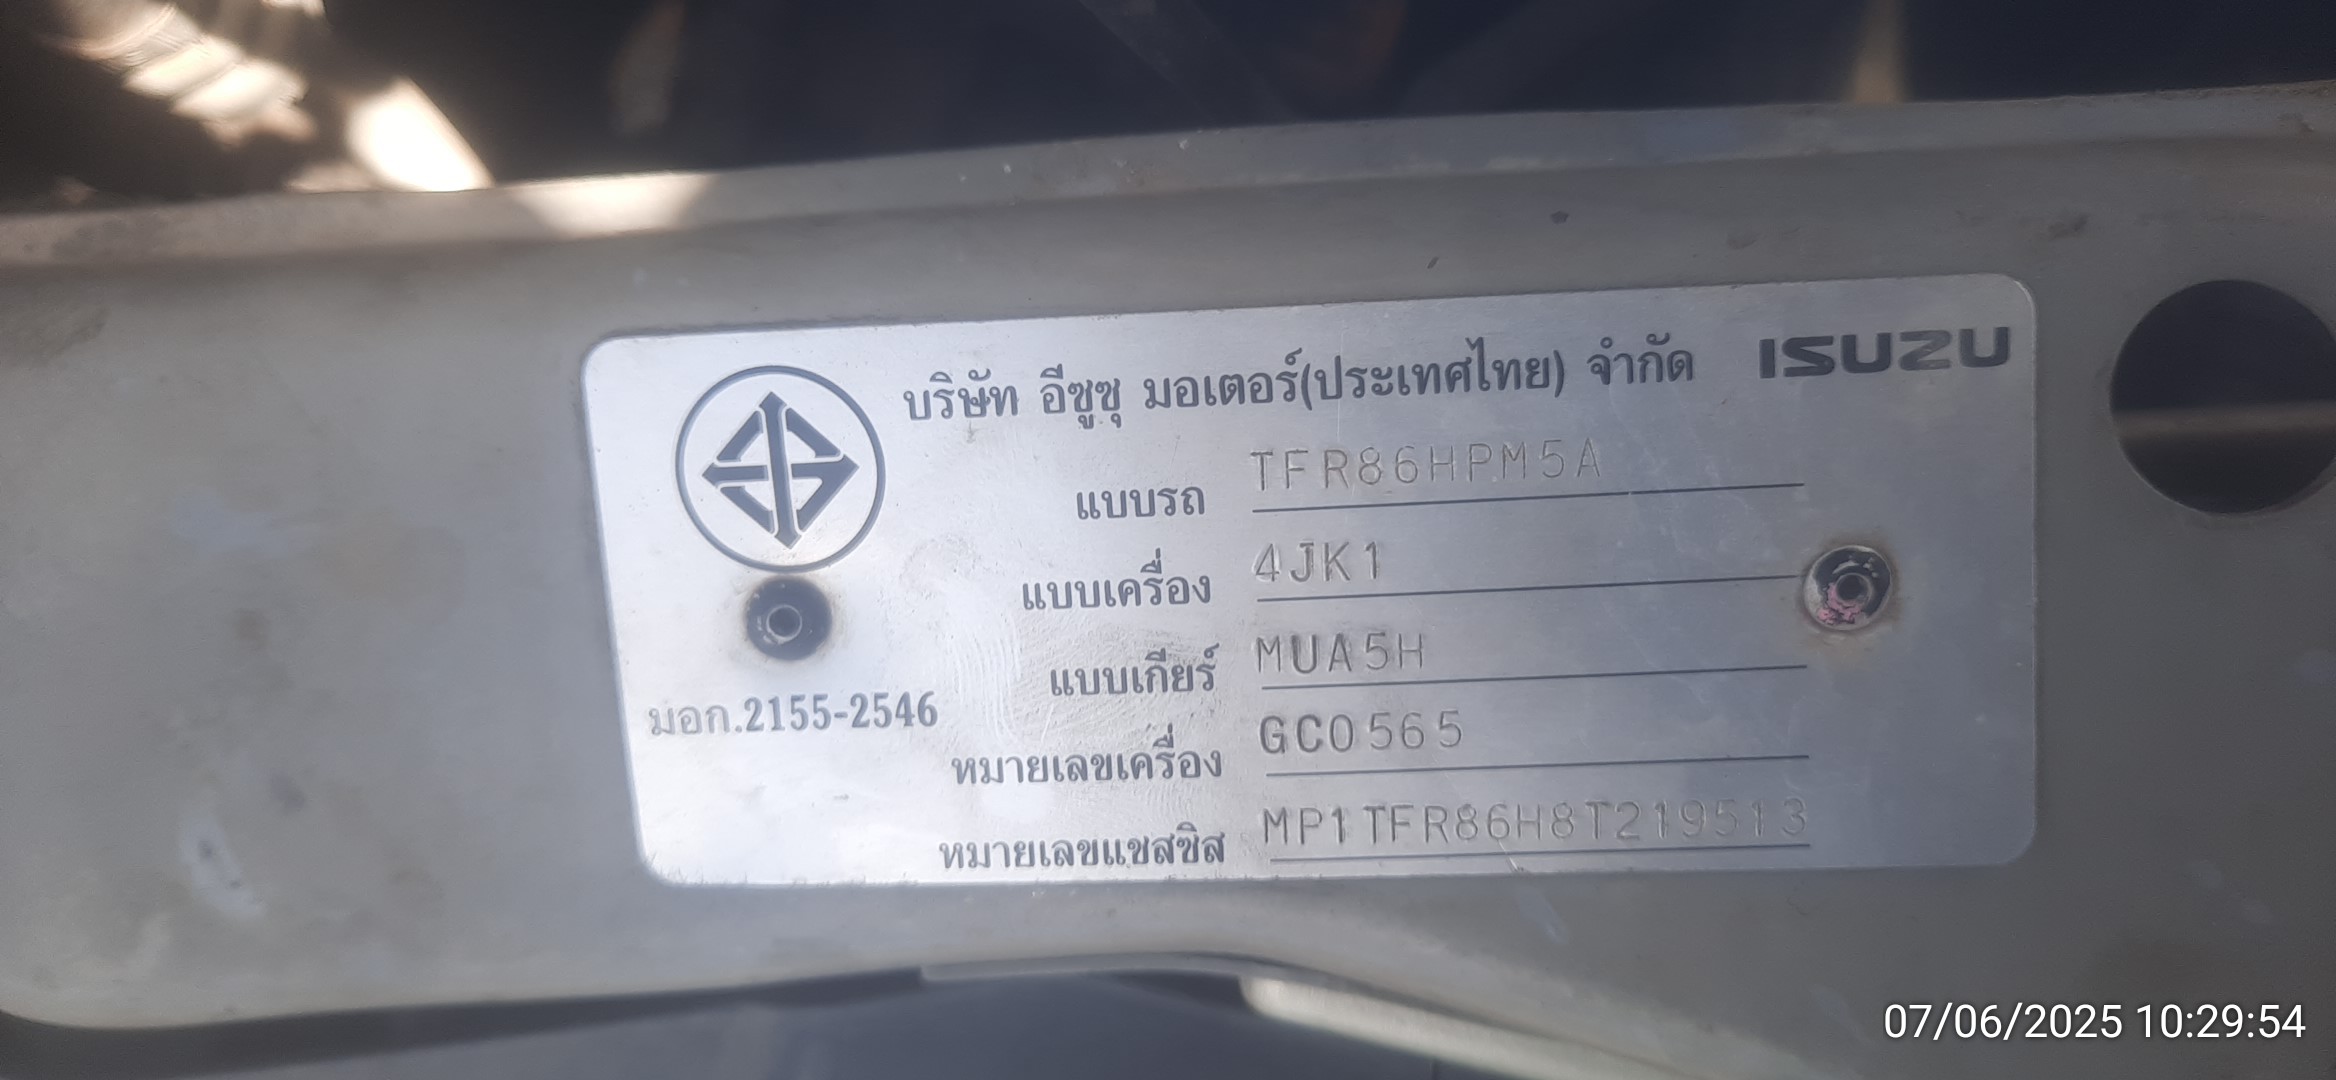 บริษัท อีซูซุ มอเตอร์(ประเทศไทย) จำกัด ISUZU
แบบรถ TFR86HPM5A
แบบเครื่อง 4JK1
แบบเกียร์ MUA5H
มอก.2155-2546
หมายเลขเครื่อง GC0565
หมายเลขแชสซิส MP1TFR86H8T219513
07/06/2025 10:29:54